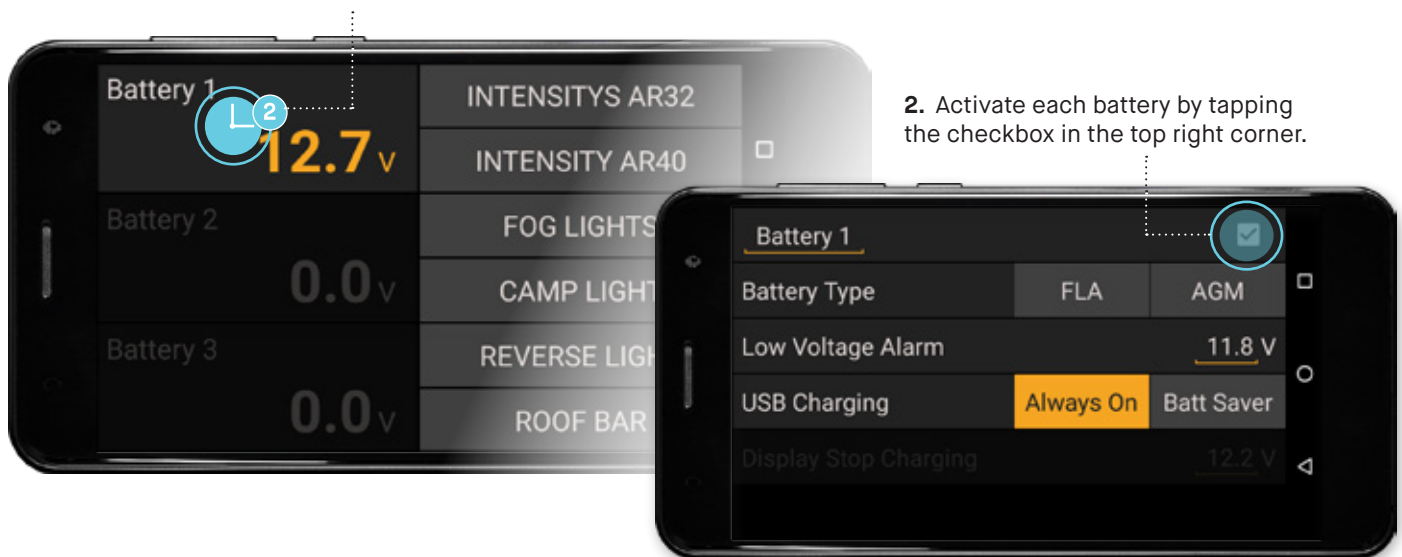 Battery 1
2
12.7 v
Battery 2
0.0 v
Battery 3
0.0 v
INTENSITYS AR32
INTENSITY AR40
FOG LIGHTS
CAMP LIGHT
REVERSE LIGH
ROOF BAR
2. Activate each battery by tapping
the checkbox in the top right corner.
Battery 1
Battery Type FLA AGM
Low Voltage Alarm 11.8 V
USB Charging Always On Batt Saver
Display Stop Charging 12.2 V